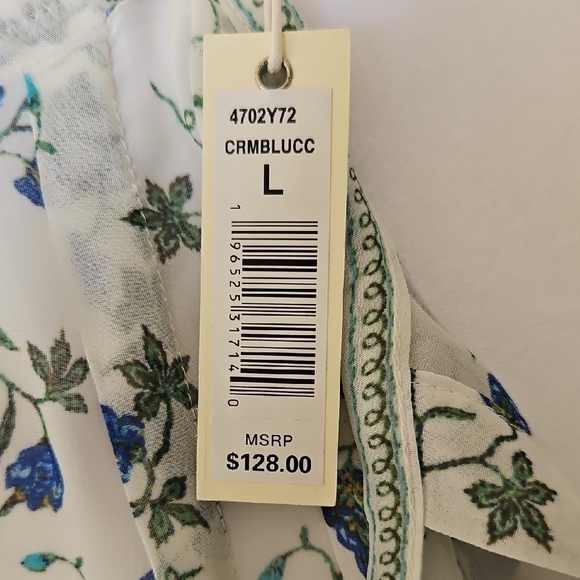 4702Y72
CRMBLUCC
L
1 96525 31714 0
MSRP
$128.00